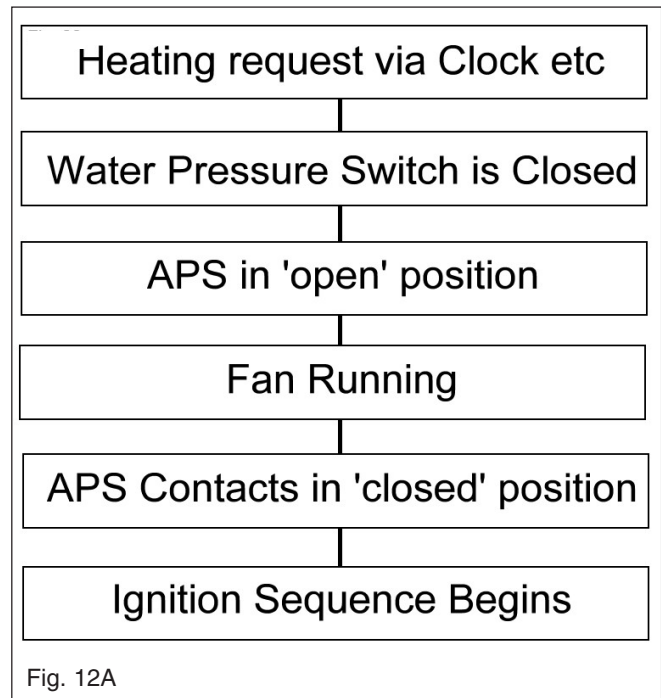 Heating request via Clock etc
Water Pressure Switch is Closed
APS in 'open' position
Fan Running
APS Contacts in 'closed' position
Ignition Sequence Begins
Fig. 12A